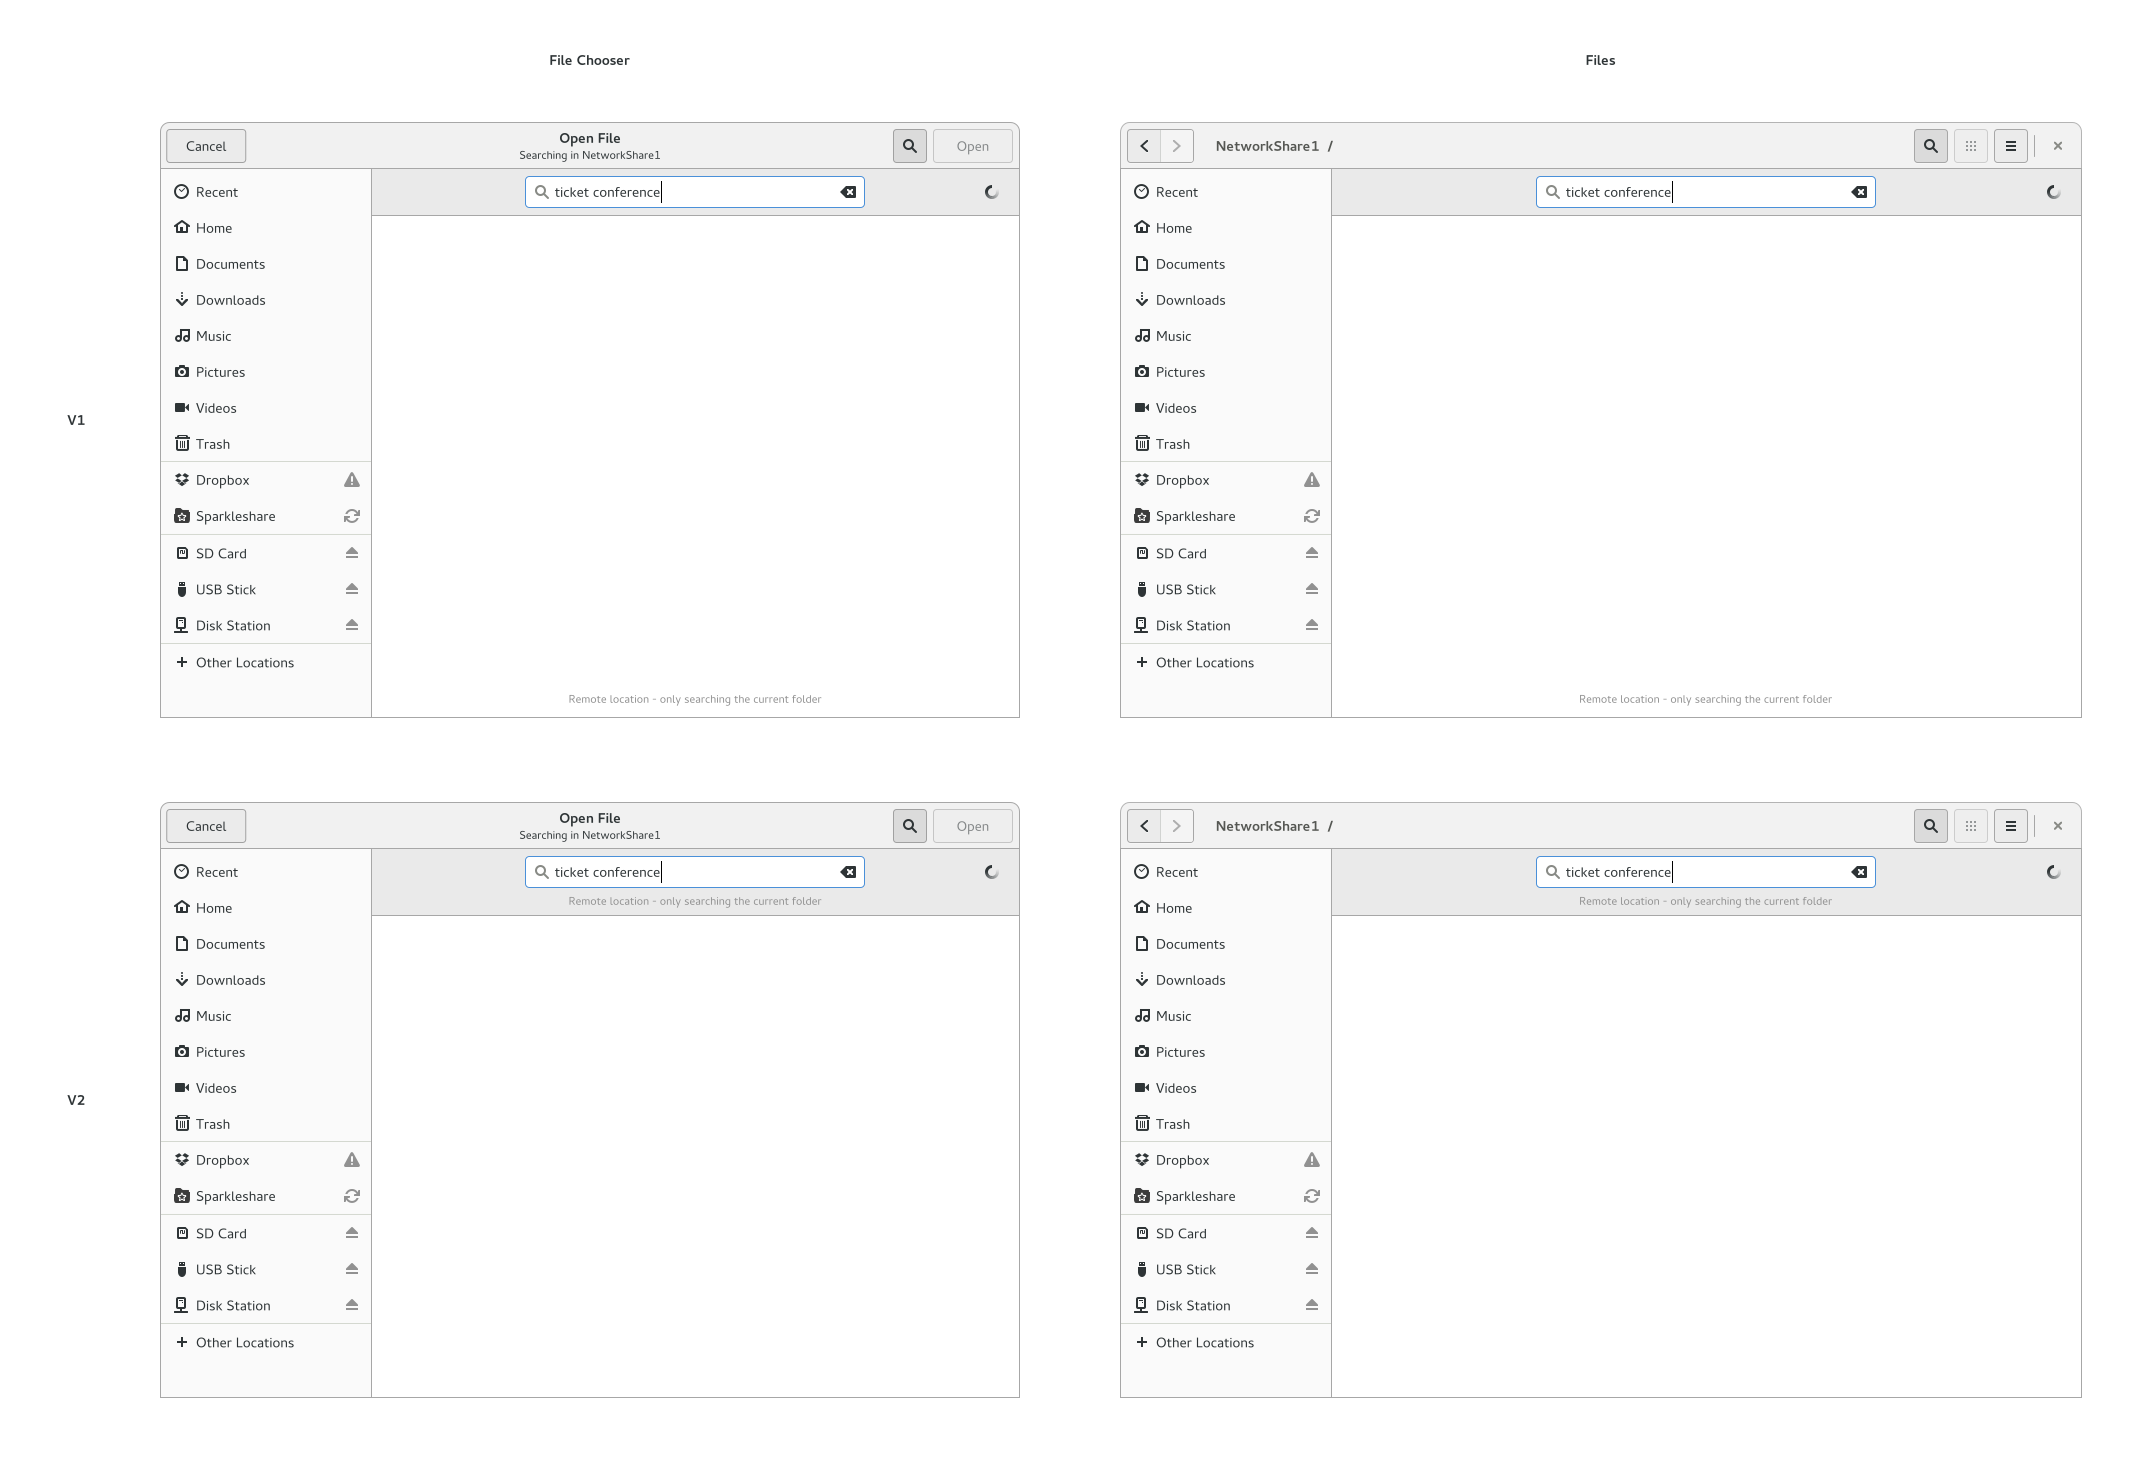 File Chooser
Files
V1
Cancel
Open File
Searching in NetworkShare1
Open
ticket conference
Recent
Home
Documents
Downloads
Music
Pictures
Videos
Trash
Dropbox
Sparkleshare
SD Card
USB Stick
Disk Station
Other Locations
Remote location - only searching the current folder
NetworkShare1 /
ticket conference
Recent
Home
Documents
Downloads
Music
Pictures
Videos
Trash
Dropbox
Sparkleshare
SD Card
USB Stick
Disk Station
Other Locations
Remote location - only searching the current folder
V2
Cancel
Open File
Searching in NetworkShare1
Open
ticket conference
Remote location - only searching the current folder
Recent
Home
Documents
Downloads
Music
Pictures
Videos
Trash
Dropbox
Sparkleshare
SD Card
USB Stick
Disk Station
Other Locations
NetworkShare1 /
ticket conference
Remote location - only searching the current folder
Recent
Home
Documents
Downloads
Music
Pictures
Videos
Trash
Dropbox
Sparkleshare
SD Card
USB Stick
Disk Station
Other Locations